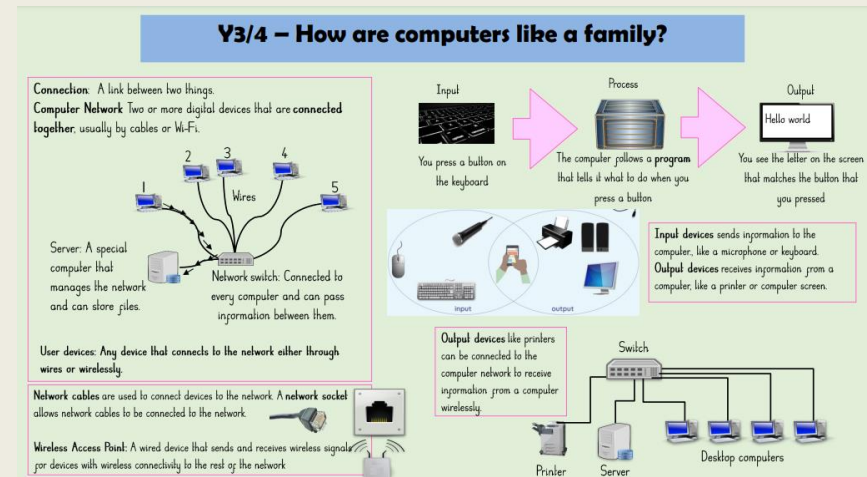 Y3/4 – How are computers like a family?
Connection: A link between two things.
Computer Network Two or more digital devices that are connected
together, usually by cables or Wi-Fi.
1
2
3
4
5
Wires
Server: A special
computer that
manages the network
and can store files.
Network switch: Connected to
every computer and can pass
information between them.
User devices: Any device that connects to the network either through
wires or wirelessly.
Network cables are used to connect devices to the network. A network socket
allows network cables to be connected to the network.
Wireless Access Point: A wired device that sends and receives wireless signals
for devices with wireless connectivity to the rest of the network
Input
Process
Output
Hello world
You press a button on
the keyboard
The computer follows a program
that tells it what to do when you
press a button
You see the letter on the screen
that matches the button that
you pressed
input
output
Input devices sends information to the
computer, like a microphone or keyboard.
Output devices receives information from a
computer, like a printer or computer screen.
Output devices like printers
can be connected to the
computer network to receive
information from a computer
wirelessly.
Switch
Printer
Server
Desktop computers